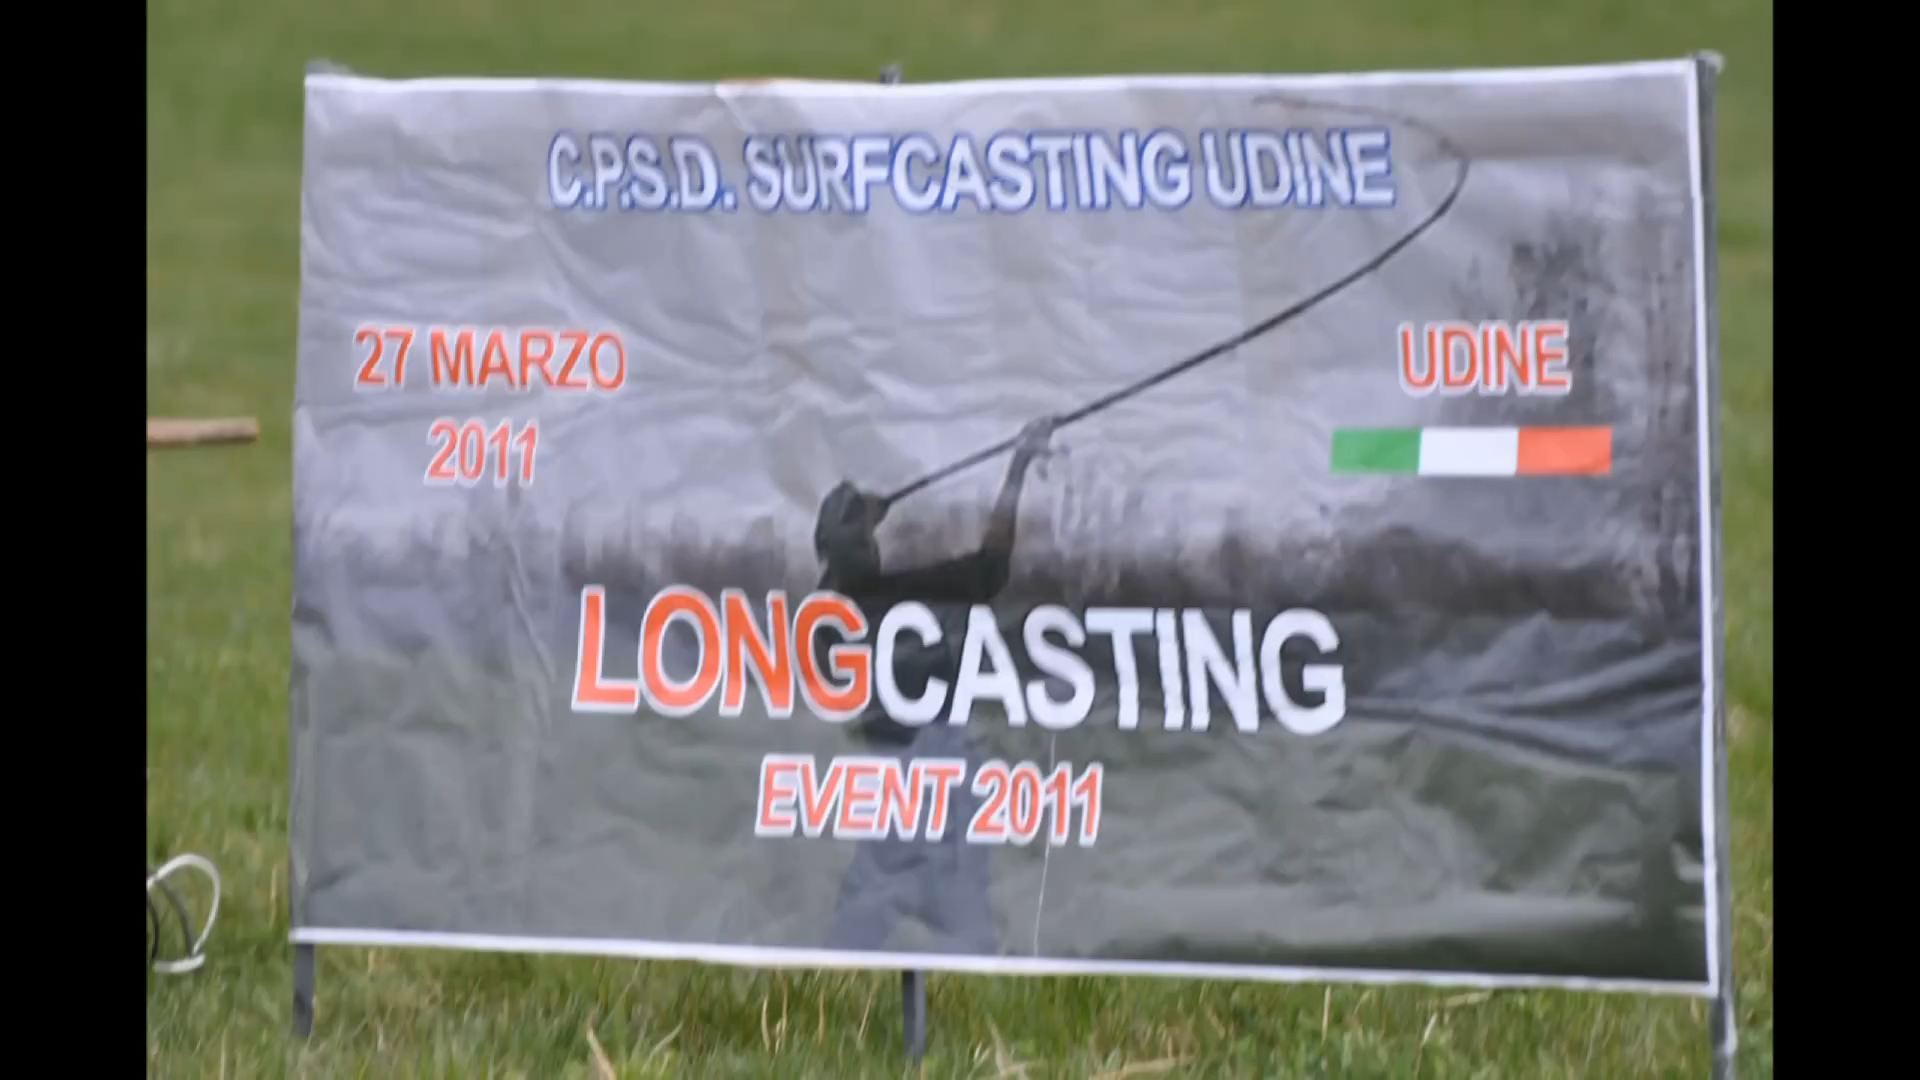 C.P.S.D. SURFCASTING UDINE
27 MARZO
2011
UDINE
LONGCASTING
EVENT 2011